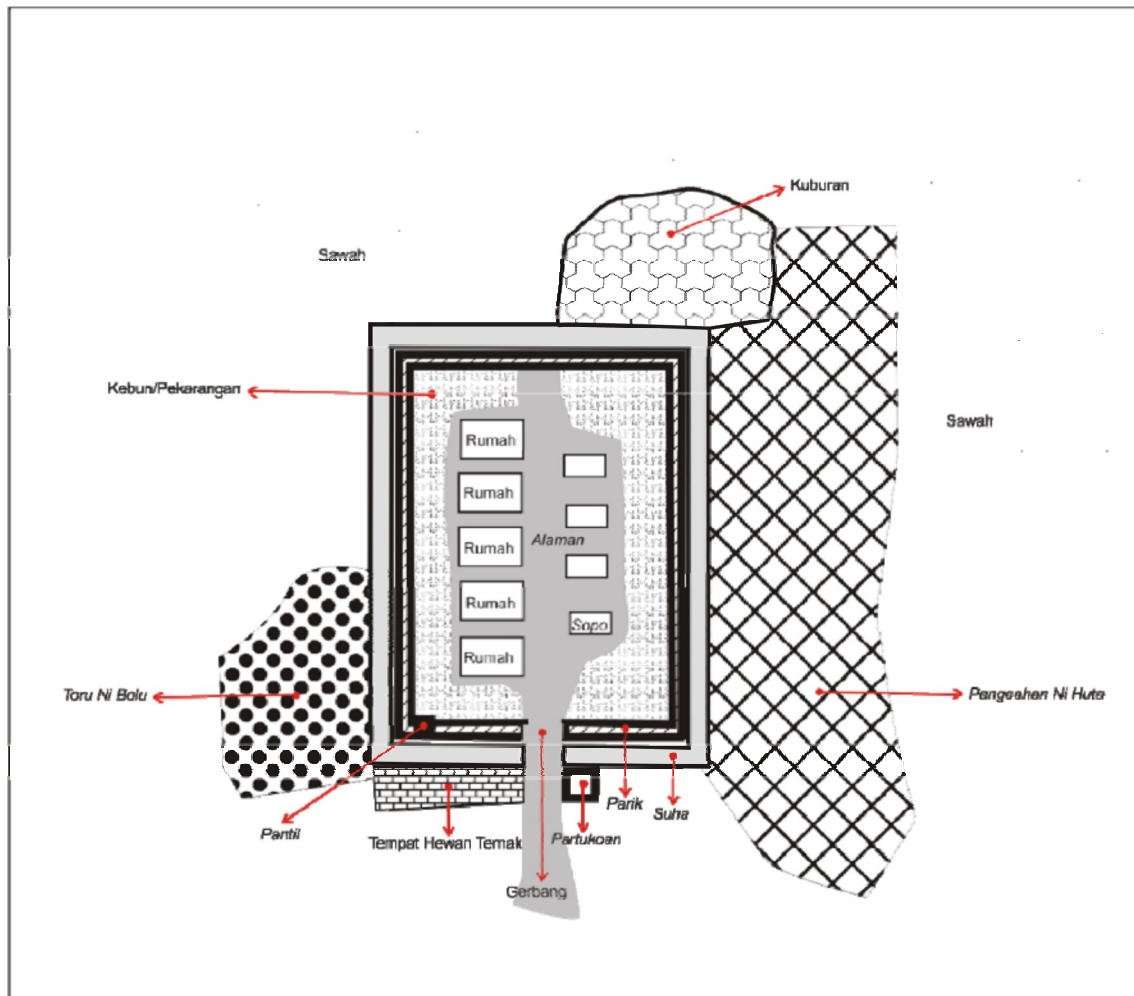 Kuburan
Sawah
Kebun/Pekarangan
Sawah
Rumah
Rumah
Alaman
Rumah
Rumah
Sopo
Rumah
Toru Ni Bolu
Pangeahan Ni Huta
Parik
Suha
Pantil
Tempat Hewan Ternak
Partukoan
Gerbang